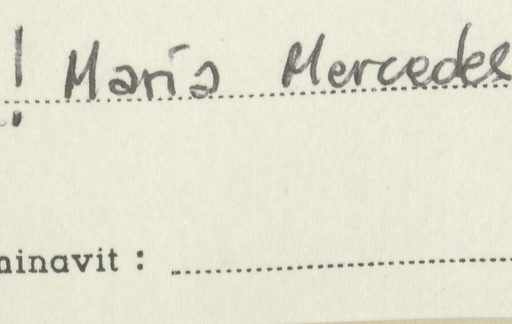 ! María Mercedes
minavit :